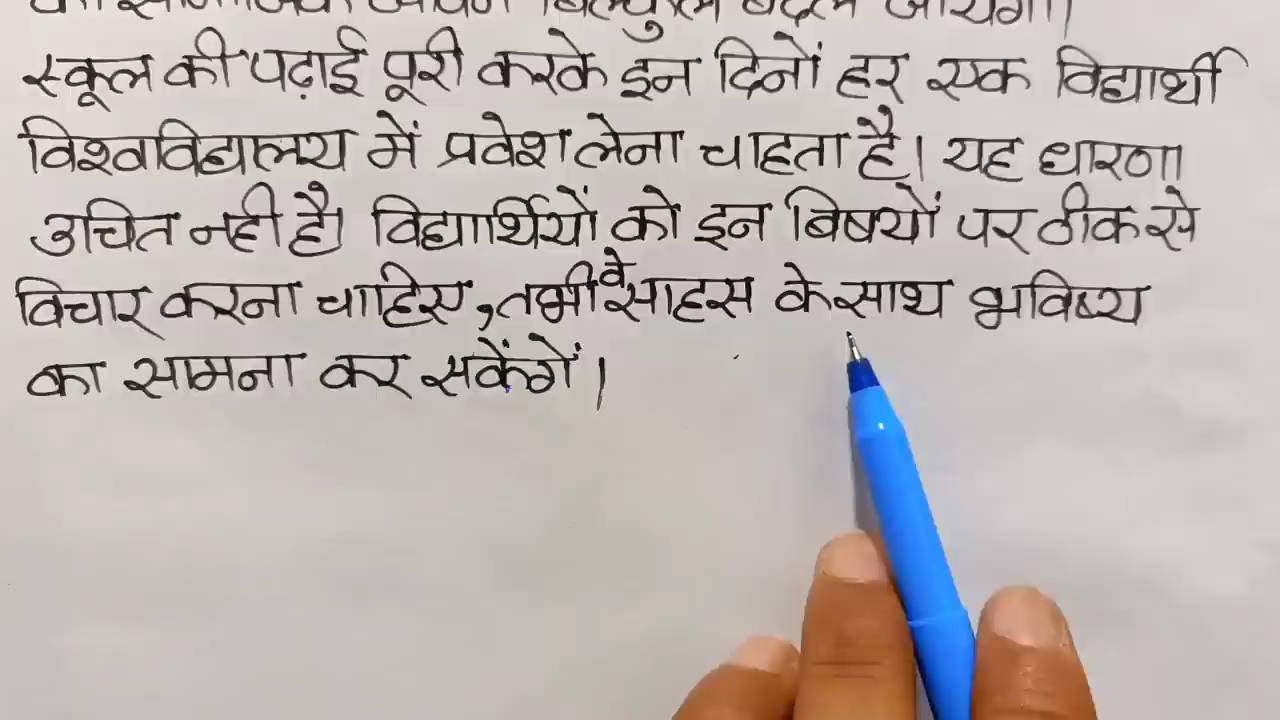 बिल्कुल बदल जायेगा।
स्कूल की पढ़ाई पूरी करके इन दिनों हर एक विद्यार्थी
विश्वविद्यालय में प्रवेश लेना चाहता है। यह धारणा
उचित नही है। विद्यार्थियों को इन बिषयों पर ठीक से
विचार करना चाहिए, तभी वे साहस के साथ भविष्य
का सामना कर सकेंगें।